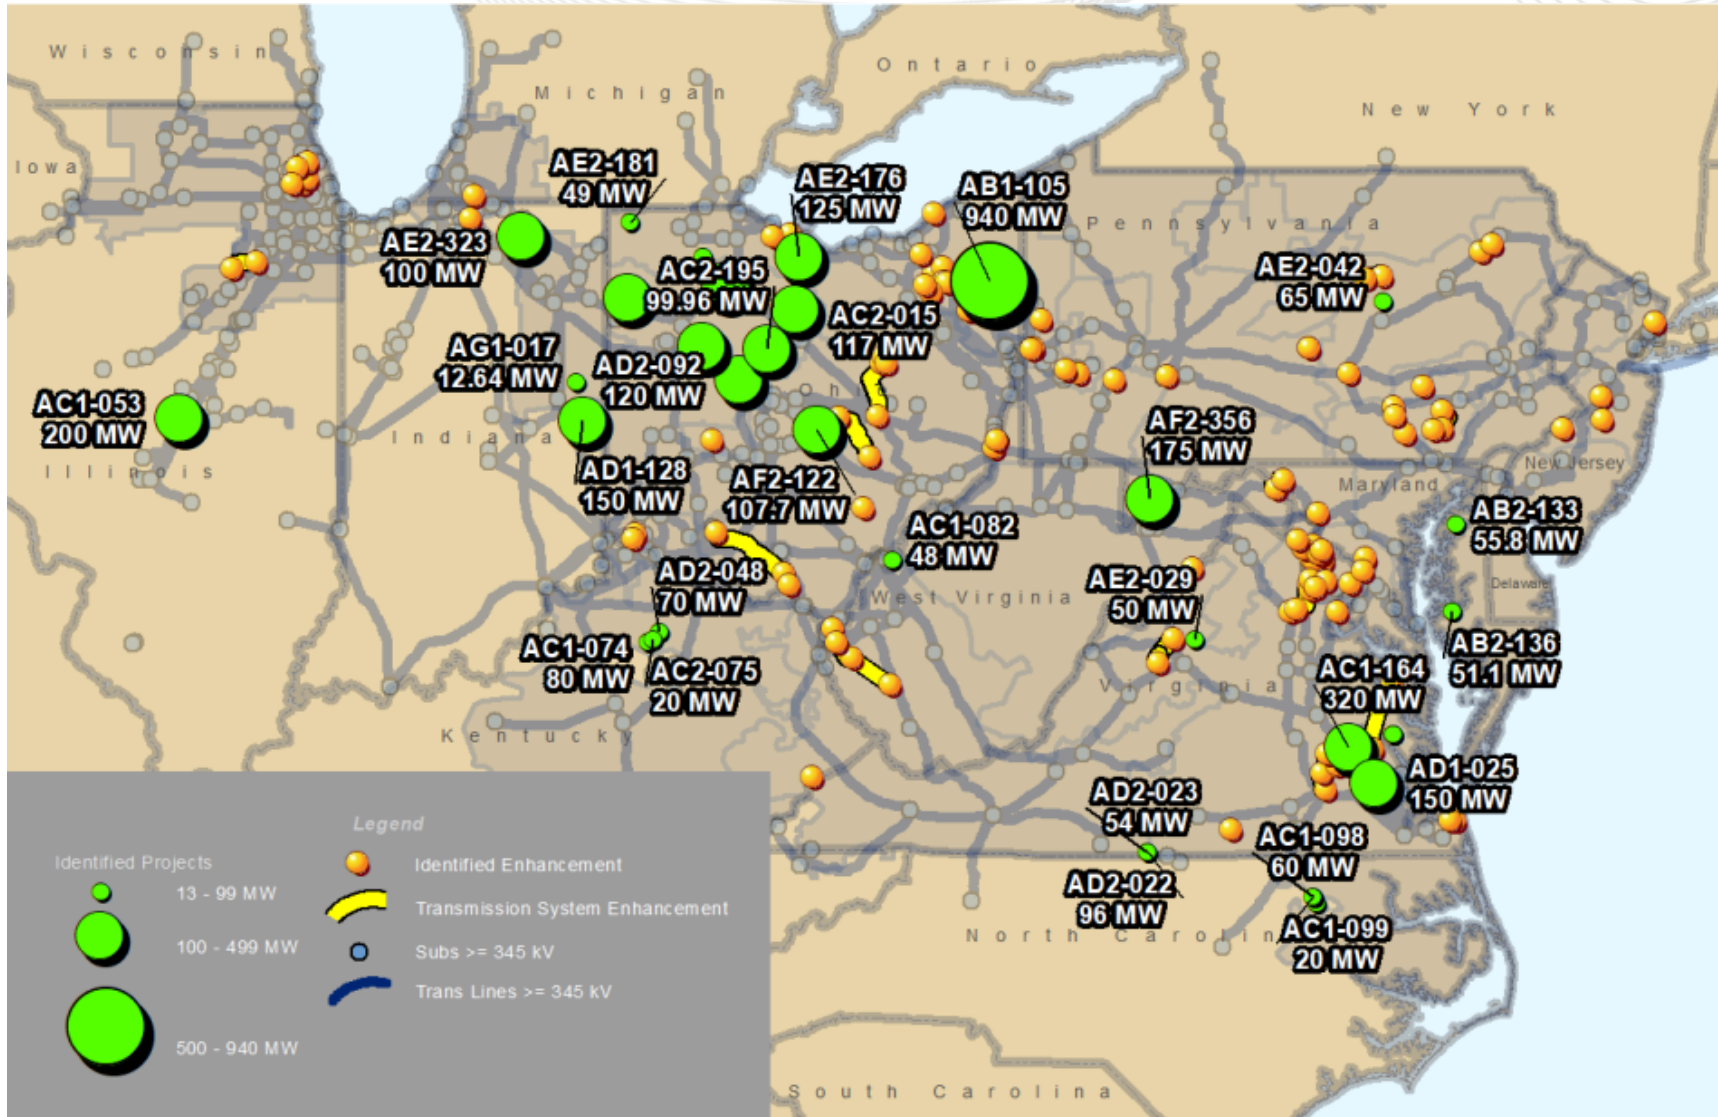 Wisconsin
Michigan
Ontario
New York
Iowa
AE2-181
49 MW
AE2-176
125 MW
AB1-105
940 MW
Pennsylvania
AE2-323
100 MW
AC2-195
99.96 MW
AE2-042
65 MW
AC2-015
117 MW
AG1-017
12.64 MW
AD2-092
120 MW
AC1-053
200 MW
Illinois
Indiana
AF2-356
175 MW
New Jersey
Maryland
AD1-128
150 MW
AF2-122
107.7 MW
AC1-082
48 MW
AB2-133
55.8 MW
Delaware
AD2-048
70 MW
West Virginia
AE2-029
50 MW
AC1-074
80 MW
AC2-075
20 MW
AB2-136
51.1 MW
AC1-164
320 MW
Virginia
Kentucky
AD1-025
150 MW
AD2-023
54 MW
AC1-098
60 MW
AD2-022
96 MW
North Carolin
AC1-099
20 MW
South Carolina
Legend
Identified Projects
13 - 99 MW
100 - 499 MW
500 - 940 MW
Identified Enhancement
Transmission System Enhancement
Subs >= 345 kV
Trans Lines >= 345 kV